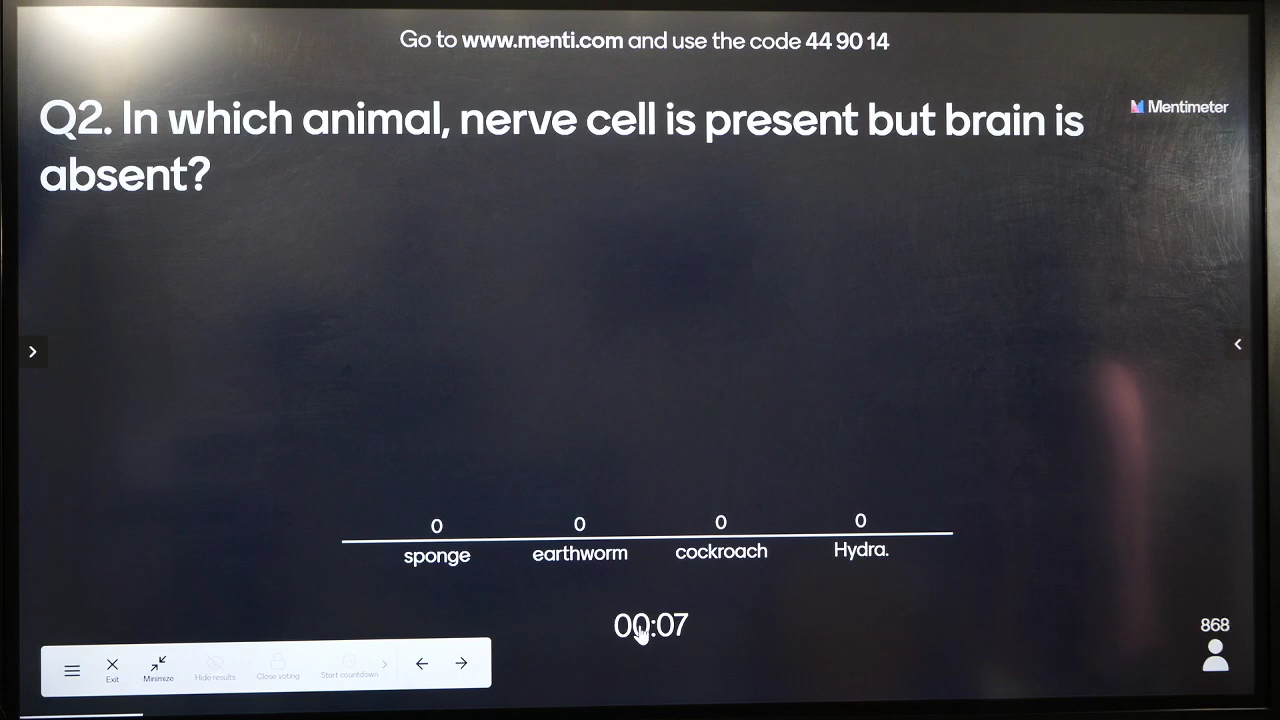 Go to www.menti.com and use the code 44 90 14
Q2. In which animal, nerve cell is present but brain is
absent?
Mentimeter
0 0 0 0
sponge earthworm cockroach Hydra.
00:07
868
Exit Minimize Hide results Close voting Start countdown